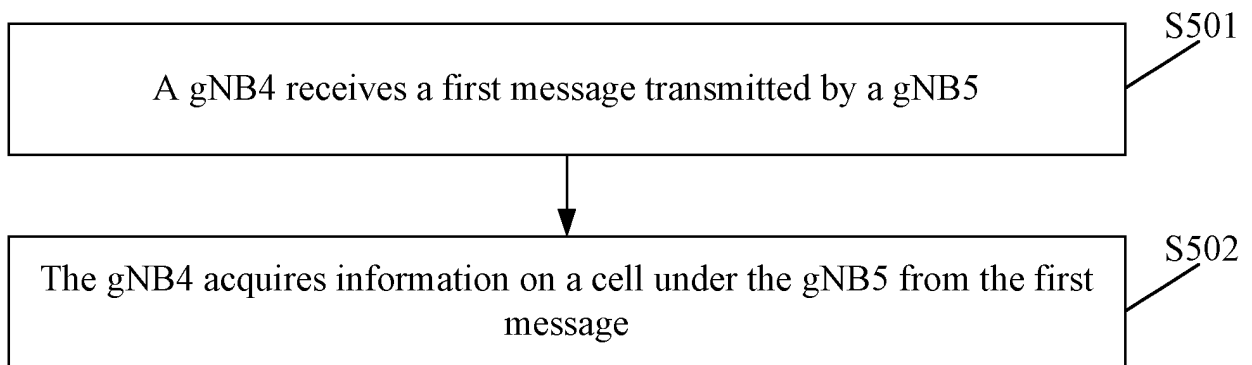 S501
A gNB4 receives a first message transmitted by a gNB5
S502
The gNB4 acquires information on a cell under the gNB5 from the first
message